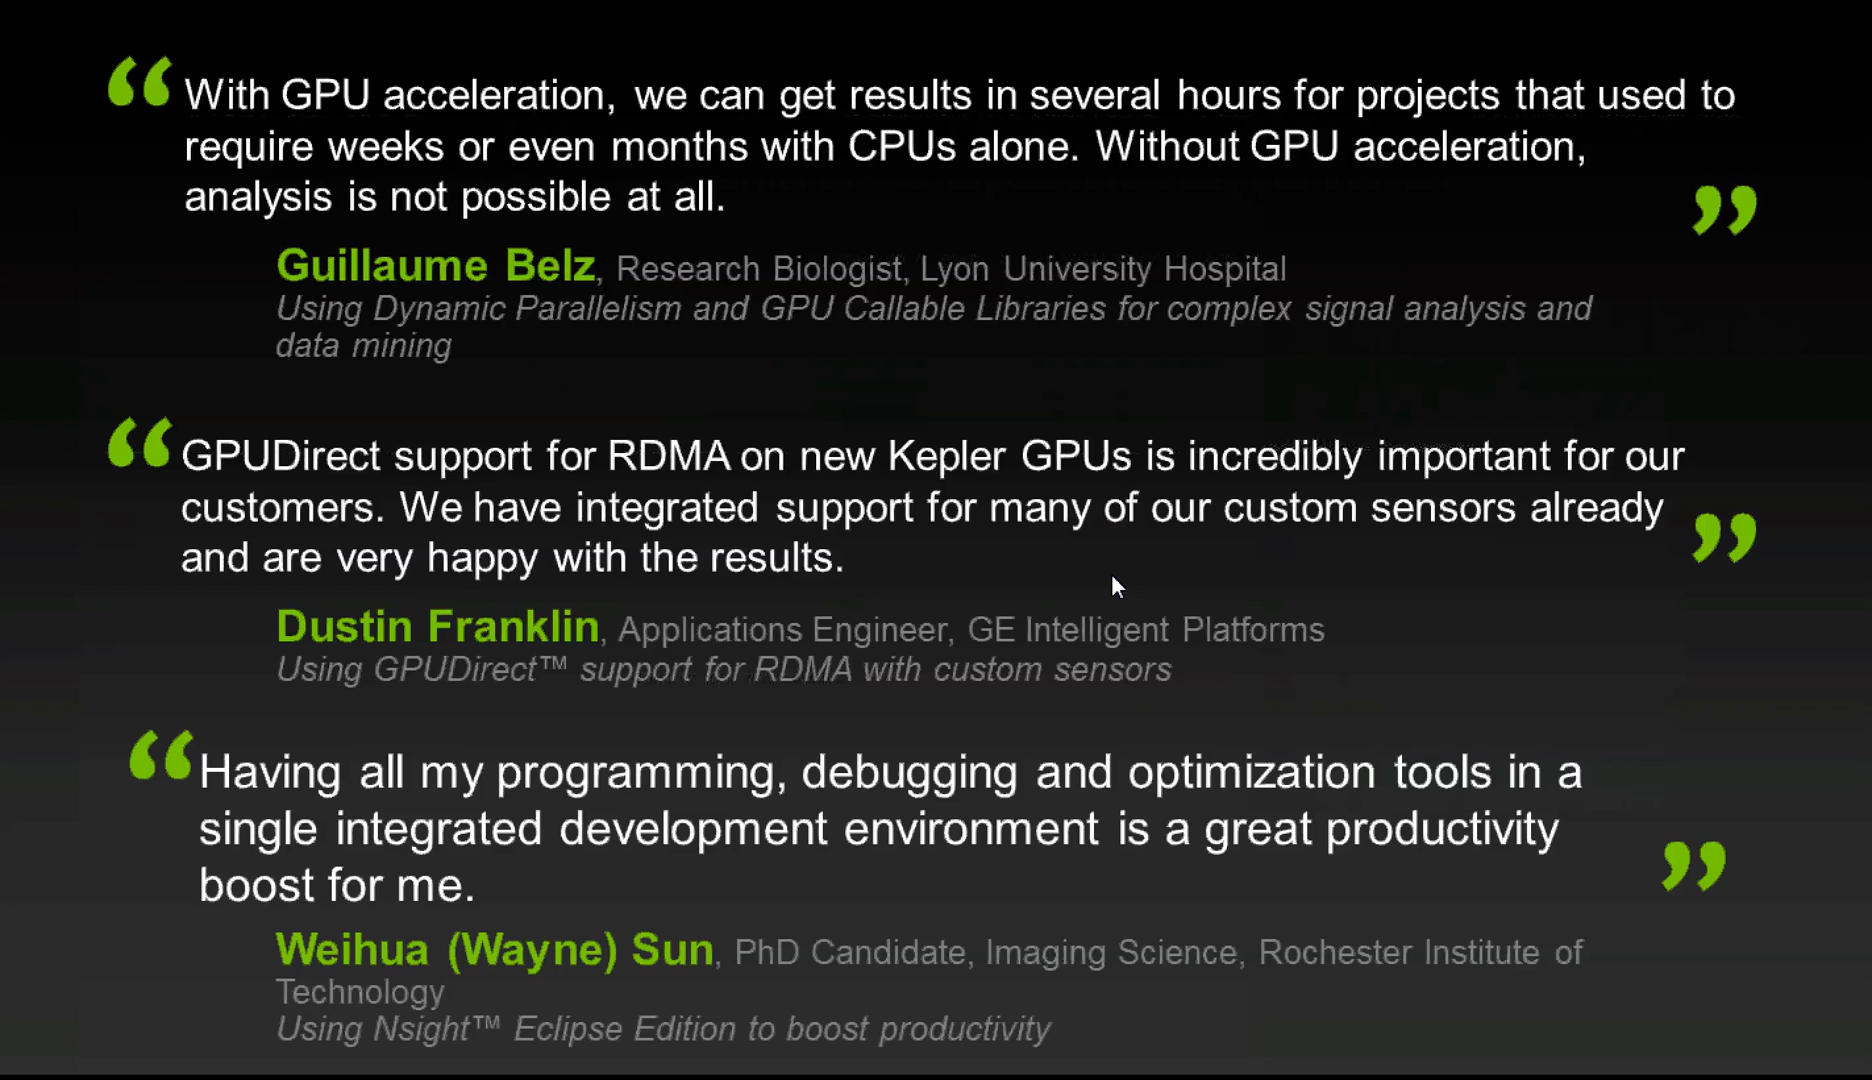 “With GPU acceleration, we can get results in several hours for projects that used to
require weeks or even months with CPUs alone. Without GPU acceleration,
analysis is not possible at all. ”
Guillaume Belz, Research Biologist, Lyon University Hospital
Using Dynamic Parallelism and GPU Callable Libraries for complex signal analysis and
data mining
“GPUDirect support for RDMA on new Kepler GPUs is incredibly important for our
customers. We have integrated support for many of our custom sensors already
and are very happy with the results. ”
Dustin Franklin, Applications Engineer, GE Intelligent Platforms
Using GPUDirect™ support for RDMA with custom sensors
“Having all my programming, debugging and optimization tools in a
single integrated development environment is a great productivity
boost for me. ”
Weihua (Wayne) Sun, PhD Candidate, Imaging Science, Rochester Institute of
Technology
Using Nsight™ Eclipse Edition to boost productivity